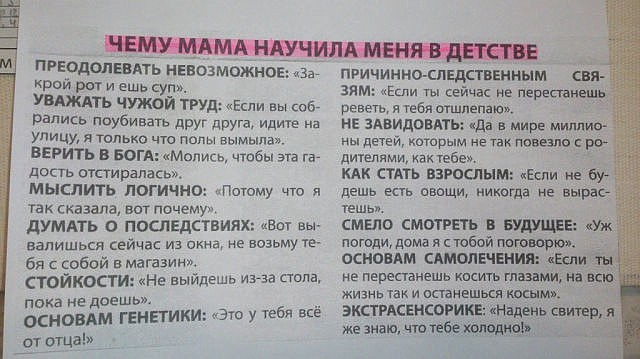 ЧЕМУ МАМА НАУЧИЛА МЕНЯ В ДЕТСТВЕ
ПРЕОДОЛЕВАТЬ НЕВОЗМОЖНОЕ: «За-
крой рот и ешь суп».
УВАЖАТЬ ЧУЖОЙ ТРУД: «Если вы соб-
рались поубивать друг друга, идите на
улицу, я только что полы вымыла».
ВЕРИТЬ В БОГА: «Молись, чтобы эта га-
дость отстиралась».
МЫСЛИТЬ ЛОГИЧНО: «Потому что я
так сказала, вот почему».
ДУМАТЬ О ПОСЛЕДСТВИЯХ: «Вот вы-
валишься сейчас из окна, не возьму те-
бя с собой в магазин».
СТОЙКОСТИ: «Не выйдешь из-за стола,
пока не доешь».
ОСНОВАМ ГЕНЕТИКИ: «Это у тебя всё
от отца!»
ПРИЧИННО-СЛЕДСТВЕННЫМ СВЯ-
ЗЯМ: «Если ты сейчас не перестанешь
реветь, я тебя отшлепаю».
НЕ ЗАВИДОВАТЬ: «Да в мире миллио-
ны детей, которым не так повезло с ро-
дителями, как тебе».
КАК СТАТЬ ВЗРОСЛЫМ: «Если не бу-
дешь есть овощи, никогда не вырас-
тешь».
СМЕЛО СМОТРЕТЬ В БУДУЩЕЕ: «Уж
погоди, дома я с тобой поговорю».
ОСНОВАМ САМОЛЕЧЕНИЯ: «Если ты
не перестанешь косить глазами, на всю
жизнь так и останешься косым».
ЭКСТРАСЕНСОРИКЕ: «Надень свитер, я
же знаю, что тебе холодно!»